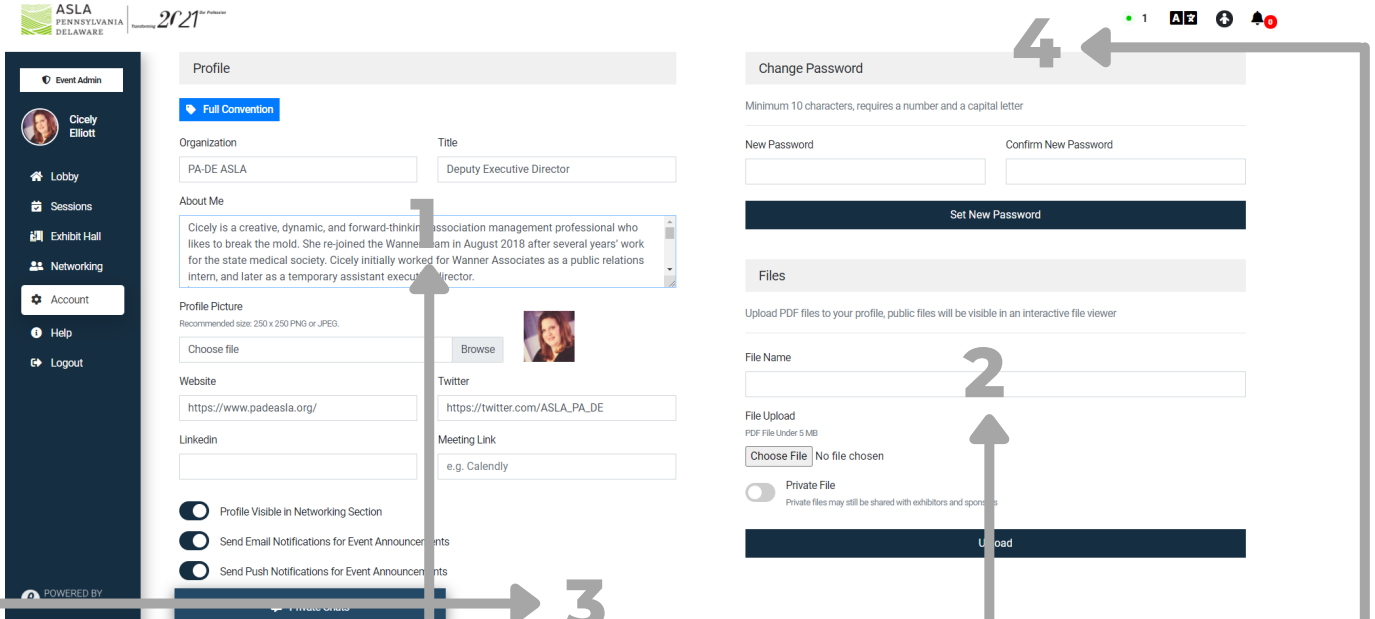 ASLA
PENNSYLVANIA
DELAWARE
Transforming 2021 Our Profession
1
4
0
Event Admin
Cicely
Elliott
Lobby
Sessions
Exhibit Hall
Networking
Account
Help
Logout
POWERED BY
Profile
Full Convention
Organization
Title
PA-DE ASLA
Deputy Executive Director
About Me
1
Cicely is a creative, dynamic, and forward-thinking association management professional who
likes to break the mold. She re-joined the Wanner team in August 2018 after several years' work
for the state medical society. Cicely initially worked for Wanner Associates as a public relations
intern, and later as a temporary assistant executive director.
Profile Picture
Recommended size: 250 x 250 PNG or JPEG.
Choose file
Browse
Website
Twitter
https://www.padeasla.org/
https://twitter.com/ASLA_PA_DE
Linkedin
Meeting Link
e.g. Calendly
Profile Visible in Networking Section
Send Email Notifications for Event Announcements
Send Push Notifications for Event Announcements
Private Chats
3
Change Password
Minimum 10 characters, requires a number and a capital letter
New Password
Confirm New Password
Set New Password
Files
Upload PDF files to your profile, public files will be visible in an interactive file viewer
File Name
2
File Upload
PDF File Under 5 MB
Choose File No file chosen
Private File
Private files may still be shared with exhibitors and sponsors
Upload